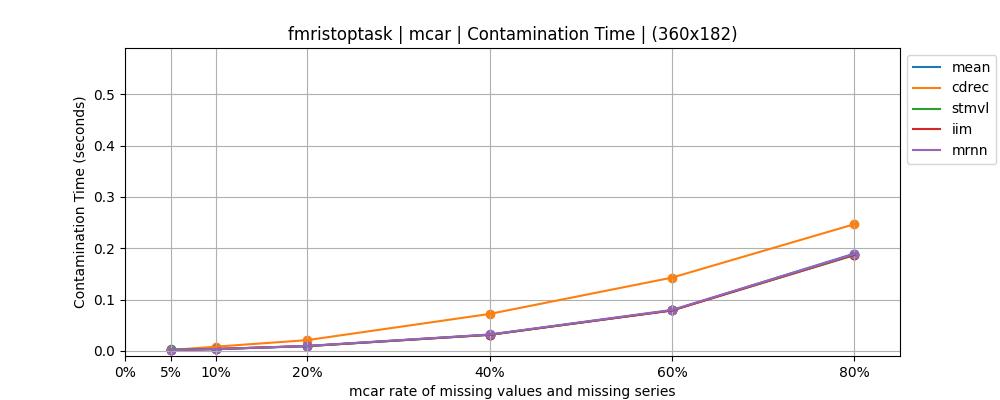 fmristoptask | mcar | Contamination Time | (360x182)
Contamination Time (seconds)
0.5
0.4
0.3
0.2
0.1
0.0
0%
5%
10%
20%
40%
60%
80%
mcar rate of missing values and missing series
mean
cdrec
stmvl
iim
mrnn